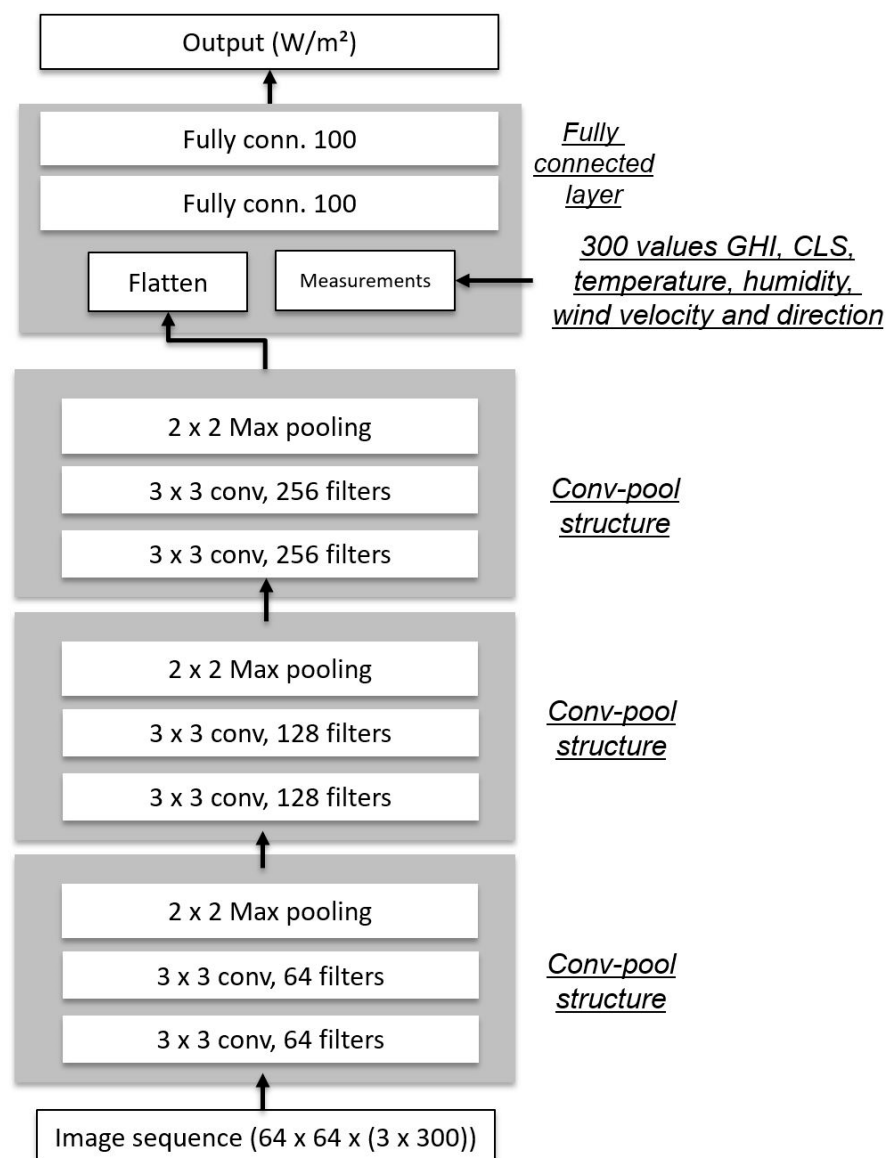 Output (W/m²)
Fully conn. 100
Fully conn. 100
Fully
connected
layer
Flatten
Measurements
300 values GHI, CLS,
temperature, humidity,
wind velocity and direction
2 x 2 Max pooling
3 x 3 conv, 256 filters
3 x 3 conv, 256 filters
Conv-pool
structure
2 x 2 Max pooling
3 x 3 conv, 128 filters
3 x 3 conv, 128 filters
Conv-pool
structure
2 x 2 Max pooling
3 x 3 conv, 64 filters
3 x 3 conv, 64 filters
Conv-pool
structure
Image sequence (64 x 64 x (3 x 300))